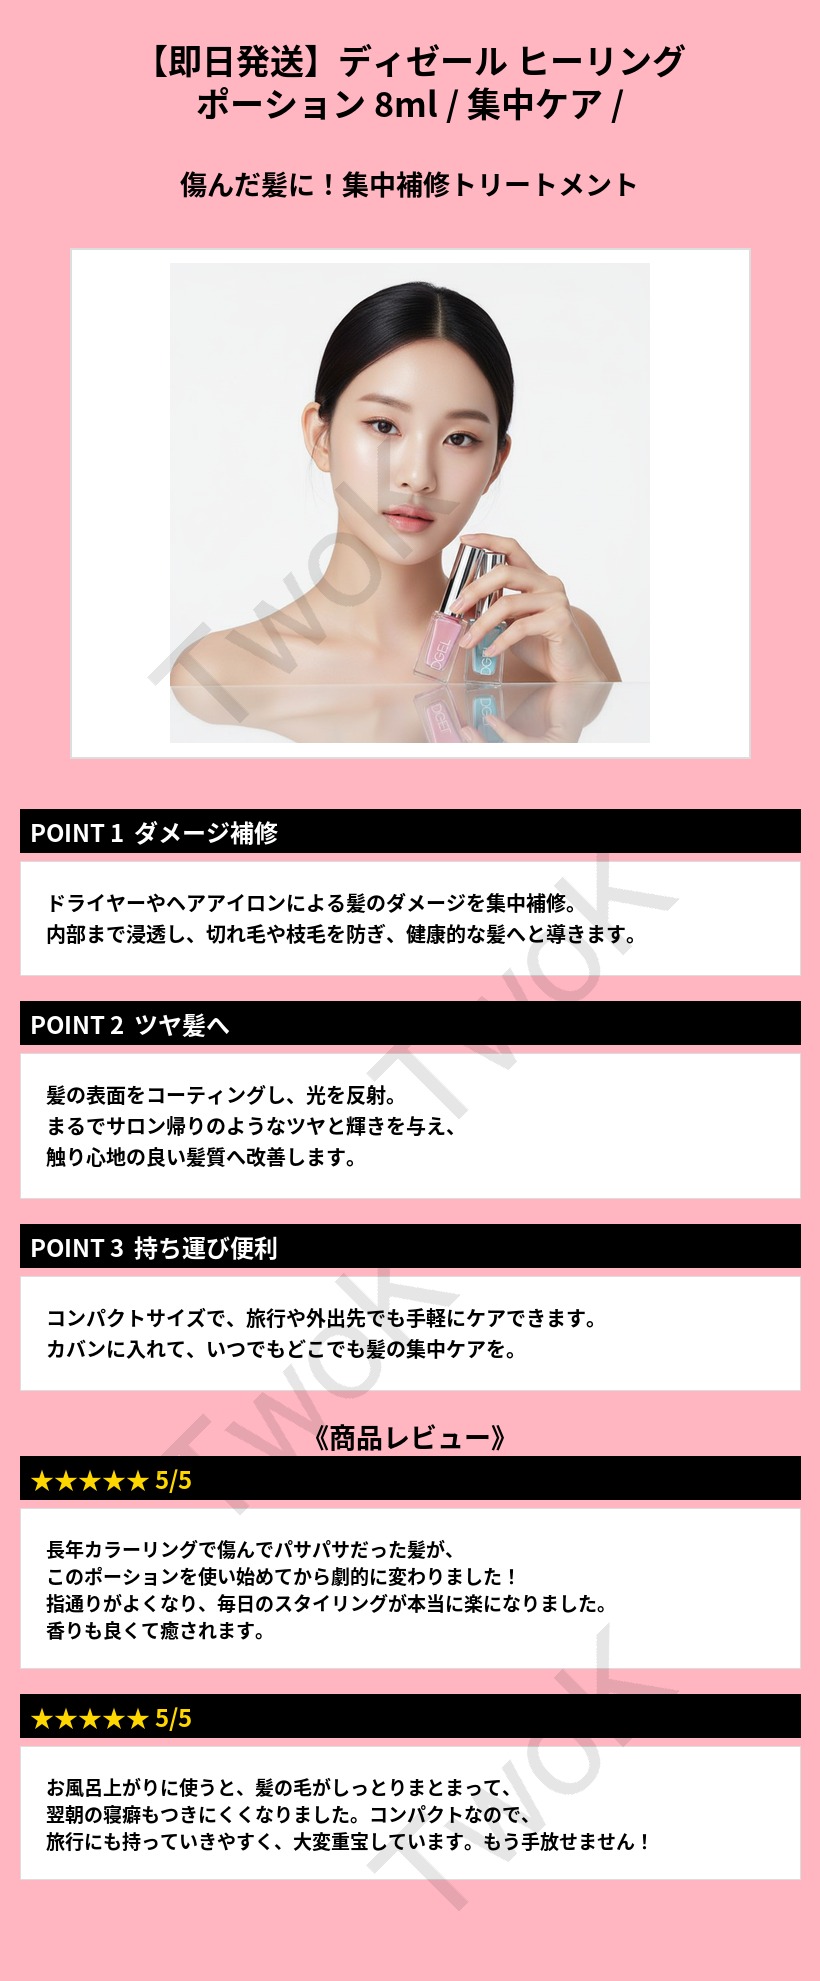 【即日発送】ディゼール ヒーリング
ポーション 8ml / 集中ケア /
傷んだ髪に！集中補修トリートメント
DGEL
DGEL
TwoK
POINT 1 ダメージ補修
ドライヤーやヘアアイロンによる髪のダメージを集中補修。
内部まで浸透し、切れ毛や枝毛を防ぎ、健康的な髪へと導きます。
TwoK
POINT 2 ツヤ髪へ
髪の表面をコーティングし、光を反射。
まるでサロン帰りのようなツヤと輝きを与え、
触り心地の良い髪質へ改善します。
POINT 3 持ち運び便利
コンパクトサイズで、旅行や外出先でも手軽にケアできます。
カバンに入れて、いつでもどこでも髪の集中ケアを。
TwoK
《商品レビュー》
★★★★★ 5/5
長年カラーリングで傷んでパサパサだった髪が、
このポーションを使い始めてから劇的に変わりました！
指通りがよくなり、毎日のスタイリングが本当に楽になりました。
香りも良くて癒されます。
★★★★★ 5/5
お風呂上がりに使うと、髪の毛がしっとりまとまって、
翌朝の寝癖もつきにくくなりました。コンパクトなので、
旅行にも持っていきやすく、大変重宝しています。もう手放せません！
TwoK